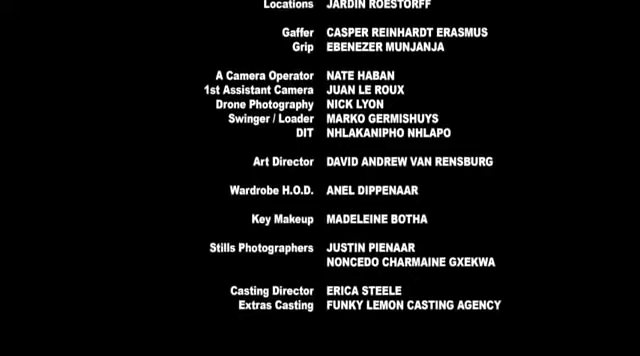 Locations JARDIN ROESTORFF
Gaffer CASPER REINHARDT ERASMUS
Grip EBENEZER MUNJANJA
A Camera Operator NATE HABAN
1st Assistant Camera JUAN LE ROUX
Drone Photography NICK LYON
Swinger / Loader MARKO GERMISHUYS
DIT NHLAKANIPHO NHLAPO
Art Director DAVID ANDREW VAN RENSBURG
Wardrobe H.O.D. ANEL DIPPENAAR
Key Makeup MADELEINE BOTHA
Stills Photographers JUSTIN PIENAAR
NONCEDO CHARMAINE GXEKWA
Casting Director ERICA STEELE
Extras Casting FUNKY LEMON CASTING AGENCY